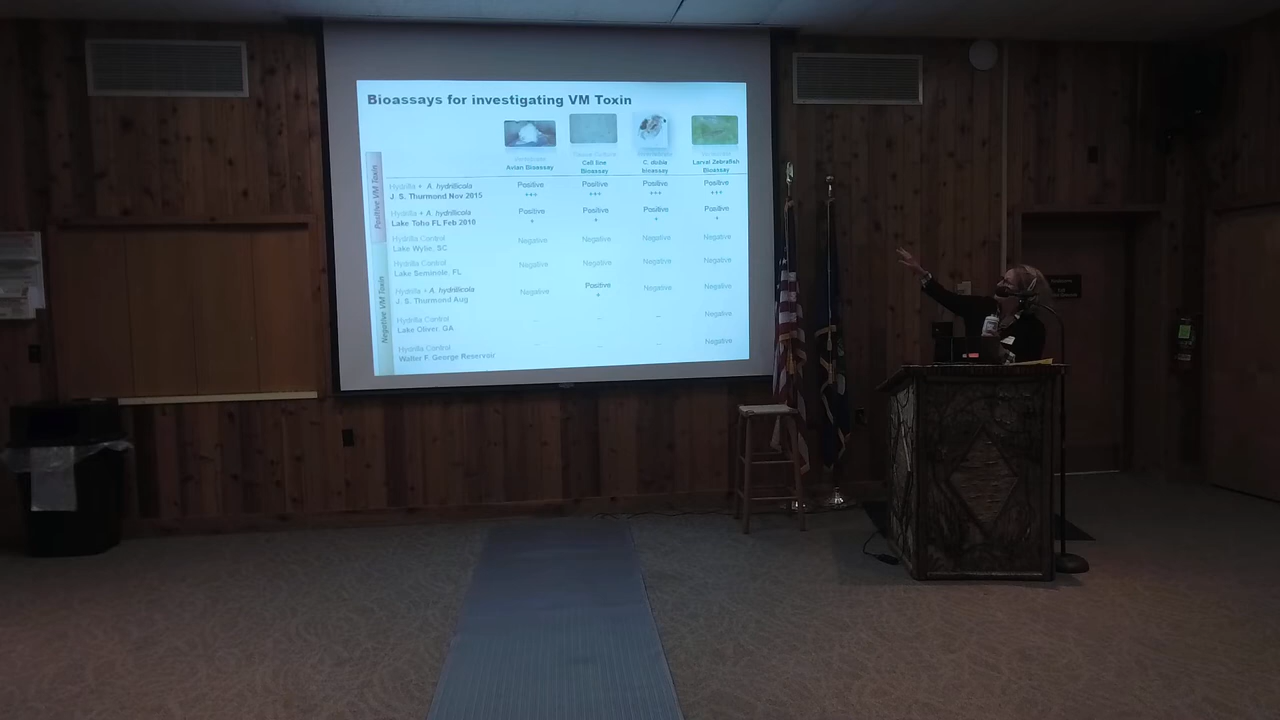 Bioassays for investigating VM Toxin
Avian Bioassay
Cell line
Bioassay
C. dubia
bioassay
Larval Zebrafish
Bioassay
Positive VM Toxin
Hydrilla + A. hydrillicola
J. S. Thurmond Nov 2015
Positive
+++
Positive
+++
Positive
+++
Positive
+++
Hydrilla + A. hydrillicola
Lake Toho FL Feb 2016
Positive
+
Positive
+
Positive
+
Positive
+
Negative VM Toxin
Hydrilla Control
Lake Wylie, SC
Negative
Negative
Negative
Negative
Hydrilla Control
Lake Seminole, FL
Negative
Negative
Negative
Negative
Hydrilla + A. hydrillicola
J. S. Thurmond Aug
Negative
Positive
+
Negative
Negative
Hydrilla Control
Lake Oliver, GA
Negative
Hydrilla Control
Walter F. George Reservoir
Negative